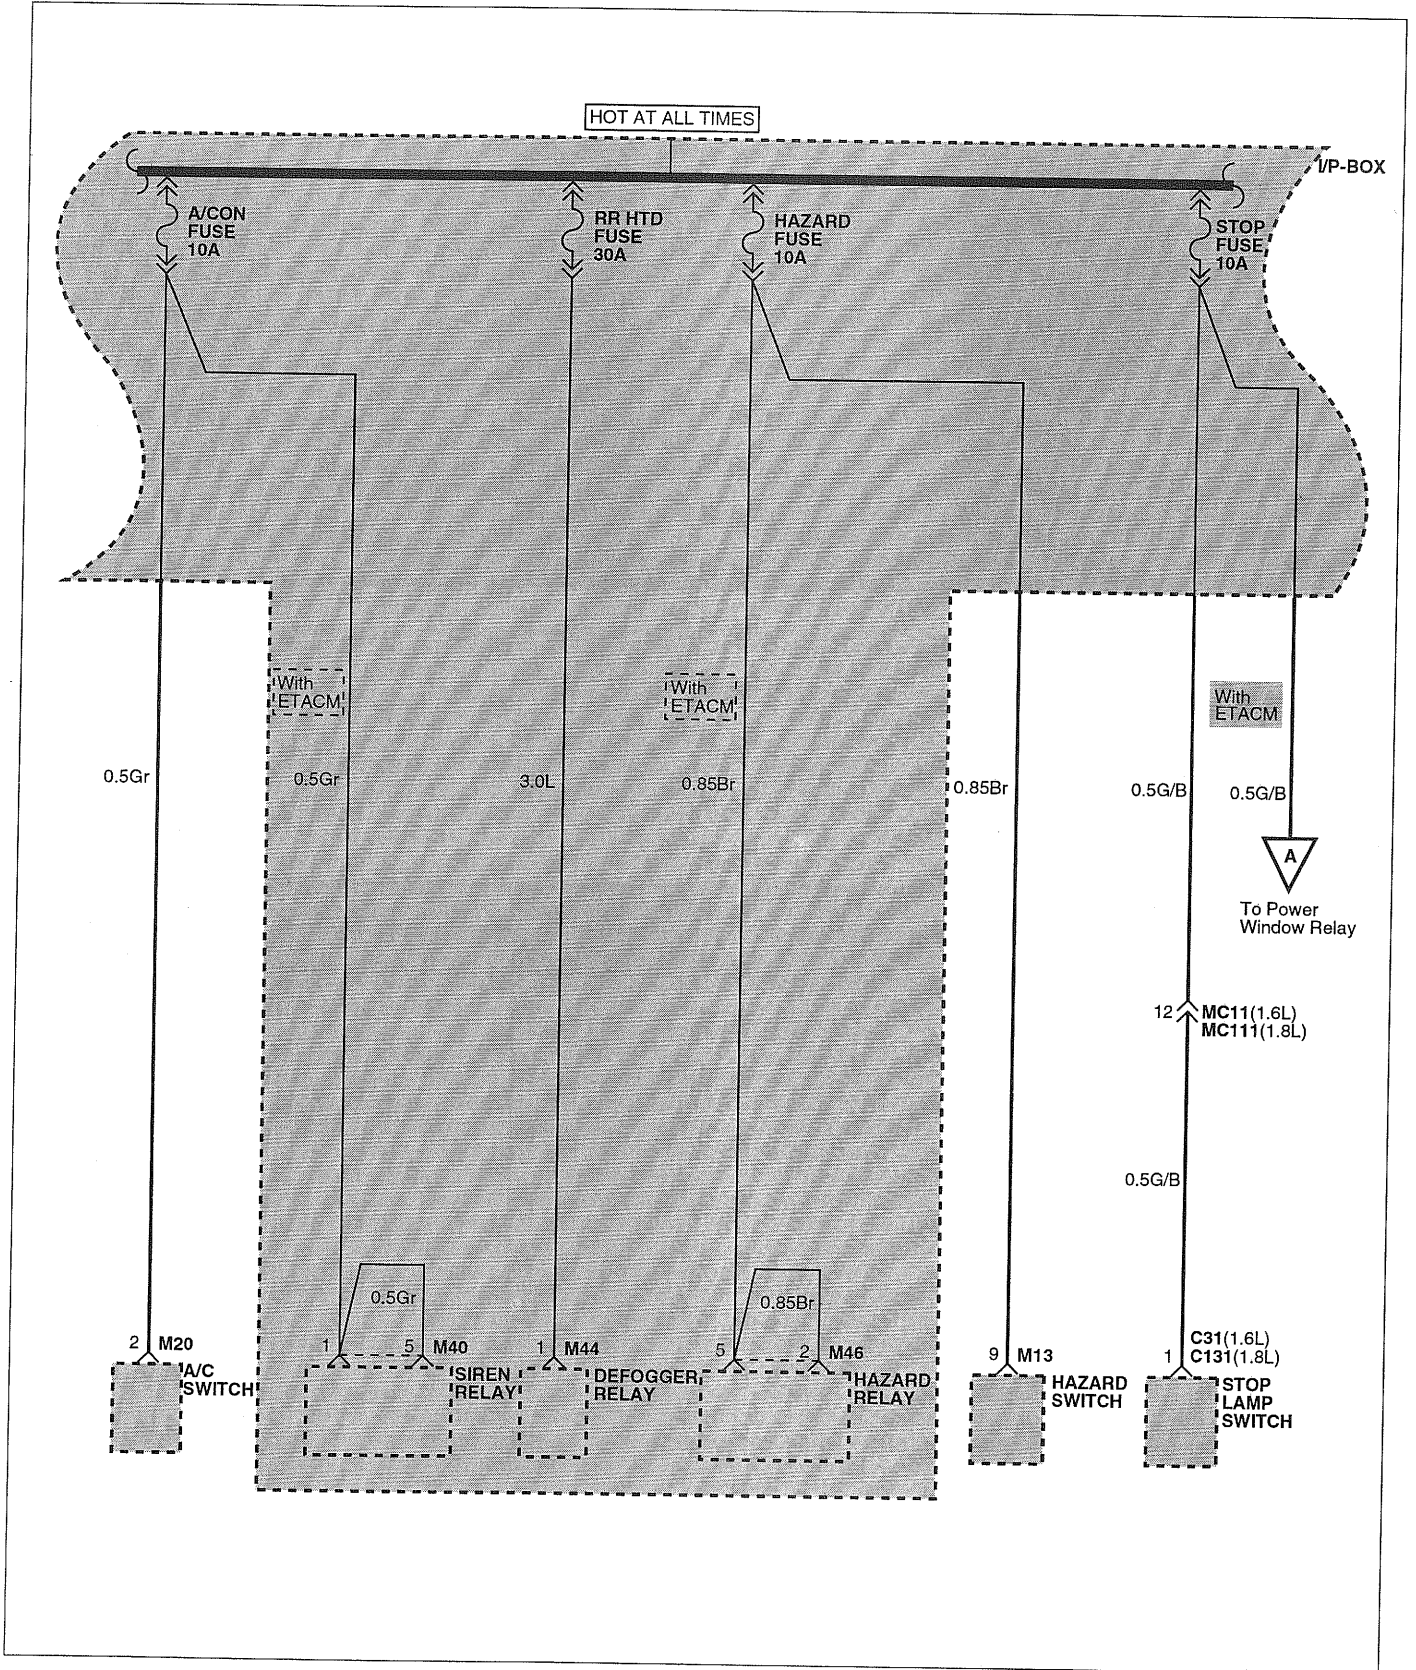 HOT AT ALL TIMES
I/P-BOX
A/CON
FUSE
10A
RR HTD
FUSE
30A
HAZARD
FUSE
10A
STOP
FUSE
10A
With
ETACM
With
ETACM
With
ETACM
0.5Gr
0.5Gr
3.0L
0.85Br
0.85Br
0.5G/B
0.5G/B
A
To Power
Window Relay
12
MC11(1.6L)
MC111(1.8L)
0.5G/B
0.5Gr
0.85Br
2 M20
A/C
SWITCH
1
5 M40
SIREN
RELAY
1 M44
DEFOGGER
RELAY
5
2 M46
HAZARD
RELAY
9 M13
HAZARD
SWITCH
C31(1.6L)
1 C131(1.8L)
STOP
LAMP
SWITCH